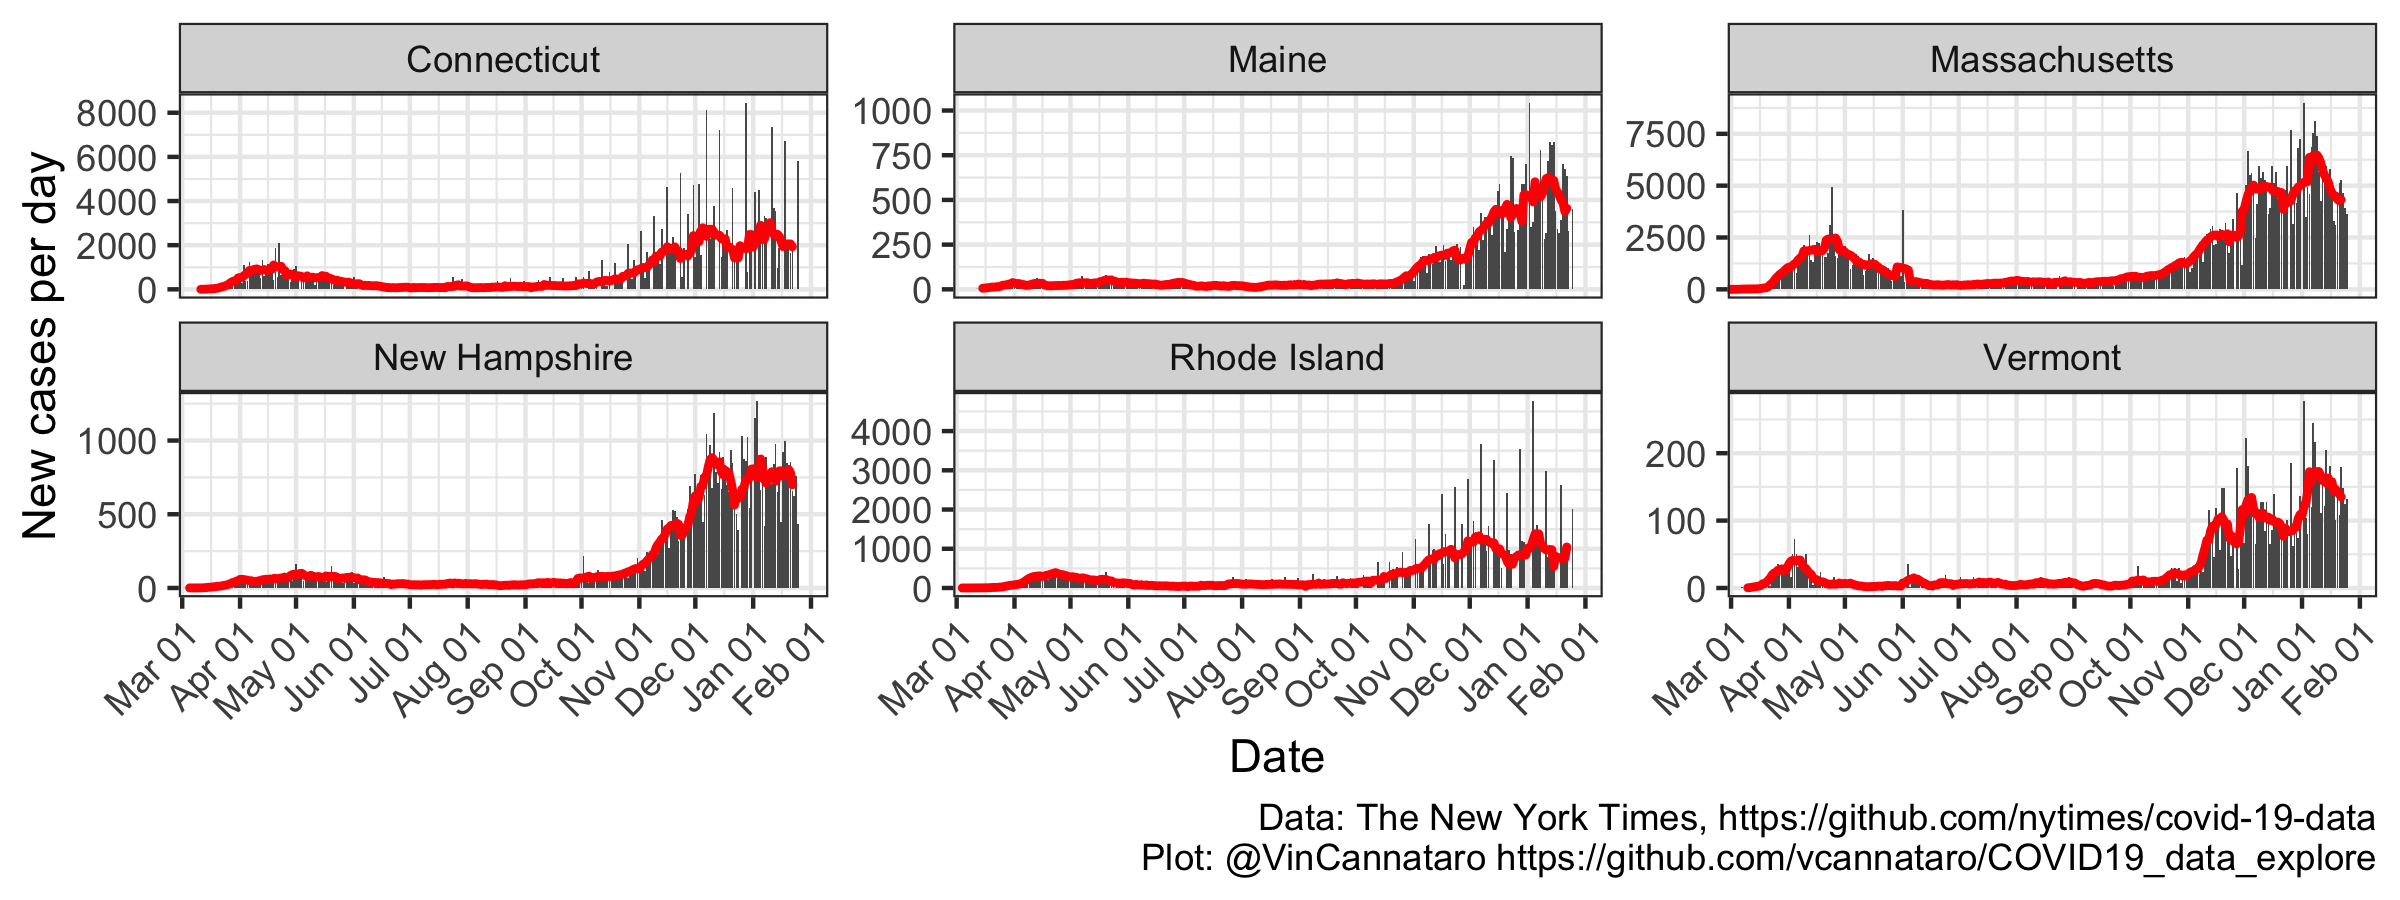 Connecticut
Maine
Massachusetts
New cases per day
8000
6000
4000
2000
0
1000
750
500
250
0
7500
5000
2500
0
New Hampshire
Rhode Island
Vermont
1000
500
0
4000
3000
2000
1000
0
200
100
0
Mar 01
Apr 01
May 01
Jun 01
Jul 01
Aug 01
Sep 01
Oct 01
Nov 01
Dec 01
Jan 01
Feb 01
Mar 01
Apr 01
May 01
Jun 01
Jul 01
Aug 01
Sep 01
Oct 01
Nov 01
Dec 01
Jan 01
Feb 01
Mar 01
Apr 01
May 01
Jun 01
Jul 01
Aug 01
Sep 01
Oct 01
Nov 01
Dec 01
Jan 01
Feb 01
Date
Data: The New York Times, https://github.com/nytimes/covid-19-data
Plot: @VinCannataro https://github.com/vcannataro/COVID19_data_explore